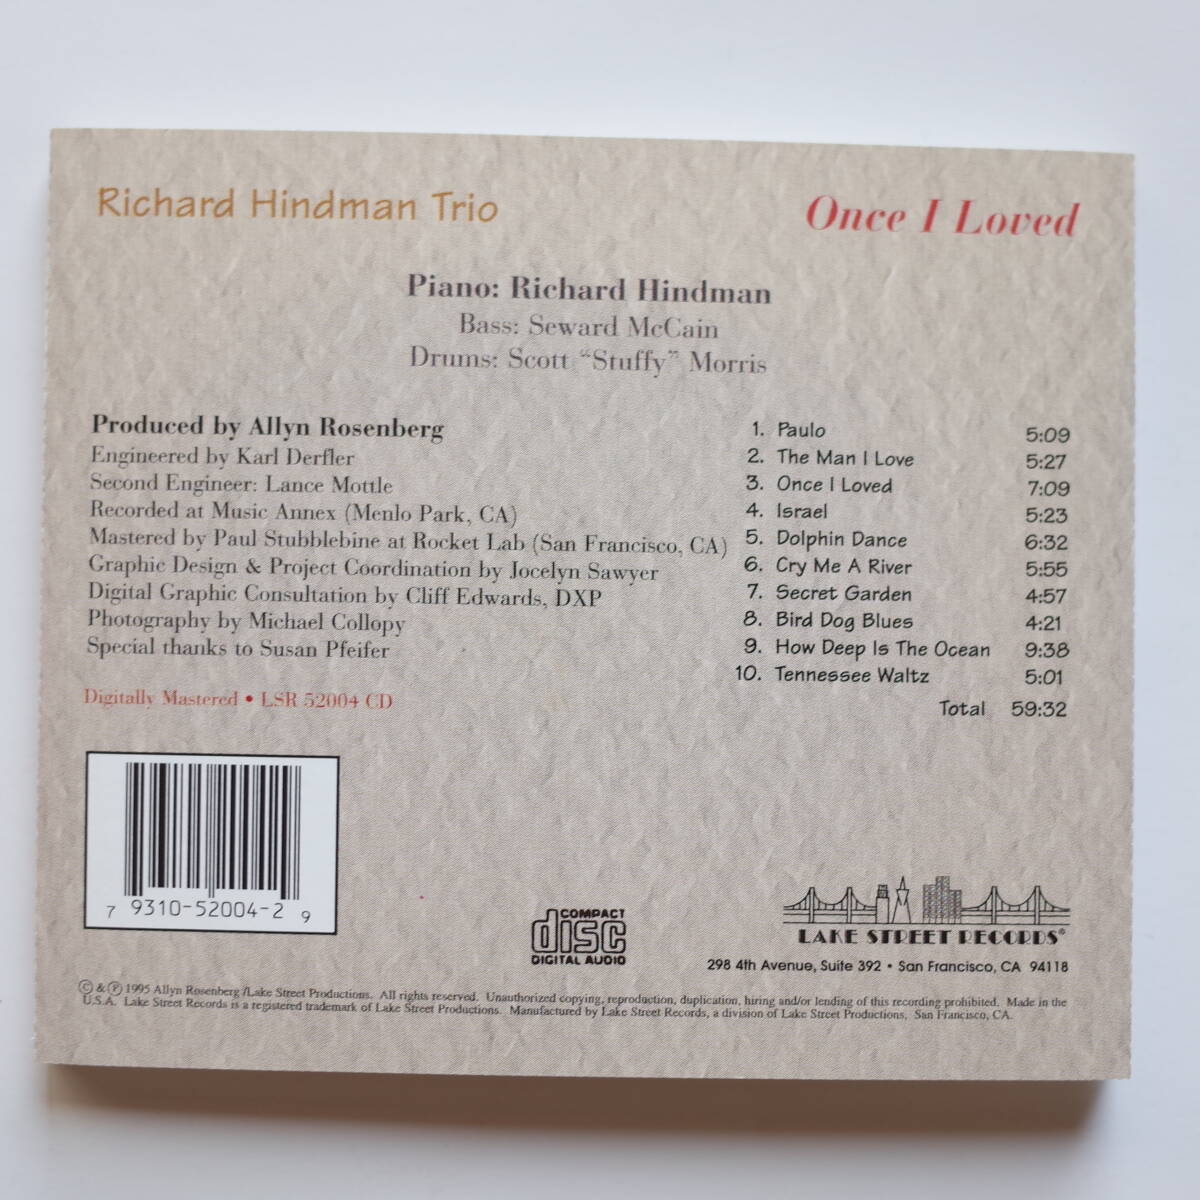 Richard Hindman Trio
Once I Loved
Piano: Richard Hindman
Bass: Seward McCain
Drums: Scott “Stuffy” Morris
Produced by Allyn Rosenberg
Engineered by Karl Derfler
Second Engineer: Lance Mottle
Recorded at Music Annex (Menlo Park, CA)
Mastered by Paul Stubblebine at Rocket Lab (San Francisco, CA)
Graphic Design & Project Coordination by Jocelyn Sawyer
Digital Graphic Consultation by Cliff Edwards, DXP
Photography by Michael Collopy
Special thanks to Susan Pfeifer
Digitally Mastered • LSR 52004 CD
1. Paulo 5:09
2. The Man I Love 5:27
3. Once I Loved 7:09
4. Israel 5:23
5. Dolphin Dance 6:32
6. Cry Me A River 5:55
7. Secret Garden 4:57
8. Bird Dog Blues 4:21
9. How Deep Is The Ocean 9:38
10. Tennessee Waltz 5:01
Total 59:32
7 9310-52004-2 9
COMPACT
disc
DIGITAL AUDIO
LAKE STREET RECORDS®
298 4th Avenue, Suite 392 • San Francisco, CA 94118
© & ℗ 1995 Allyn Rosenberg /Lake Street Productions. All rights reserved. Unauthorized copying, reproduction, duplication, hiring and/or lending of this recording prohibited. Made in the
U.S.A. Lake Street Records is a registered trademark of Lake Street Productions. Manufactured by Lake Street Records, a division of Lake Street Productions, San Francisco, CA.